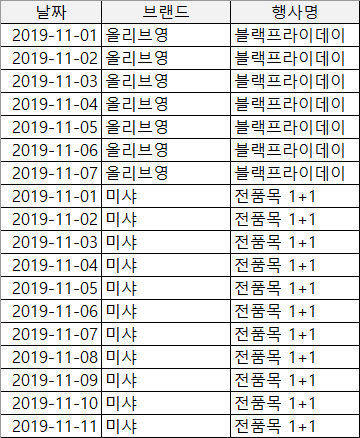 날짜 브랜드 행사명
2019-11-01 올리브영 블랙프라이데이
2019-11-02 올리브영 블랙프라이데이
2019-11-03 올리브영 블랙프라이데이
2019-11-04 올리브영 블랙프라이데이
2019-11-05 올리브영 블랙프라이데이
2019-11-06 올리브영 블랙프라이데이
2019-11-07 올리브영 블랙프라이데이
2019-11-01 미샤 전품목 1+1
2019-11-02 미샤 전품목 1+1
2019-11-03 미샤 전품목 1+1
2019-11-04 미샤 전품목 1+1
2019-11-05 미샤 전품목 1+1
2019-11-06 미샤 전품목 1+1
2019-11-07 미샤 전품목 1+1
2019-11-08 미샤 전품목 1+1
2019-11-09 미샤 전품목 1+1
2019-11-10 미샤 전품목 1+1
2019-11-11 미샤 전품목 1+1